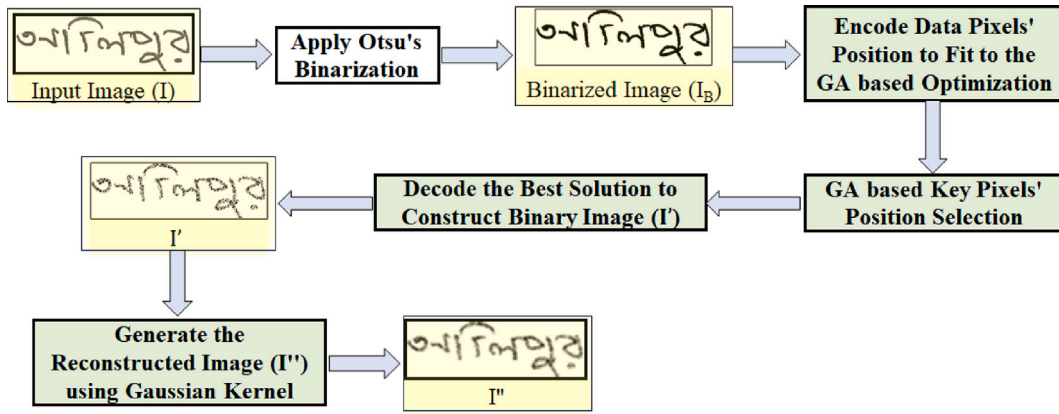 আলিপুর
Input Image (I)
Apply Otsu's
Binarization
আলিপুর
Binarized Image (I_B)
Encode Data Pixels'
Position to Fit to the
GA based Optimization
GA based Key Pixels'
Position Selection
Decode the Best Solution to
Construct Binary Image (I′)
আলিপুর
I′
Generate the
Reconstructed Image (I'')
using Gaussian Kernel
আলিপুর
I"